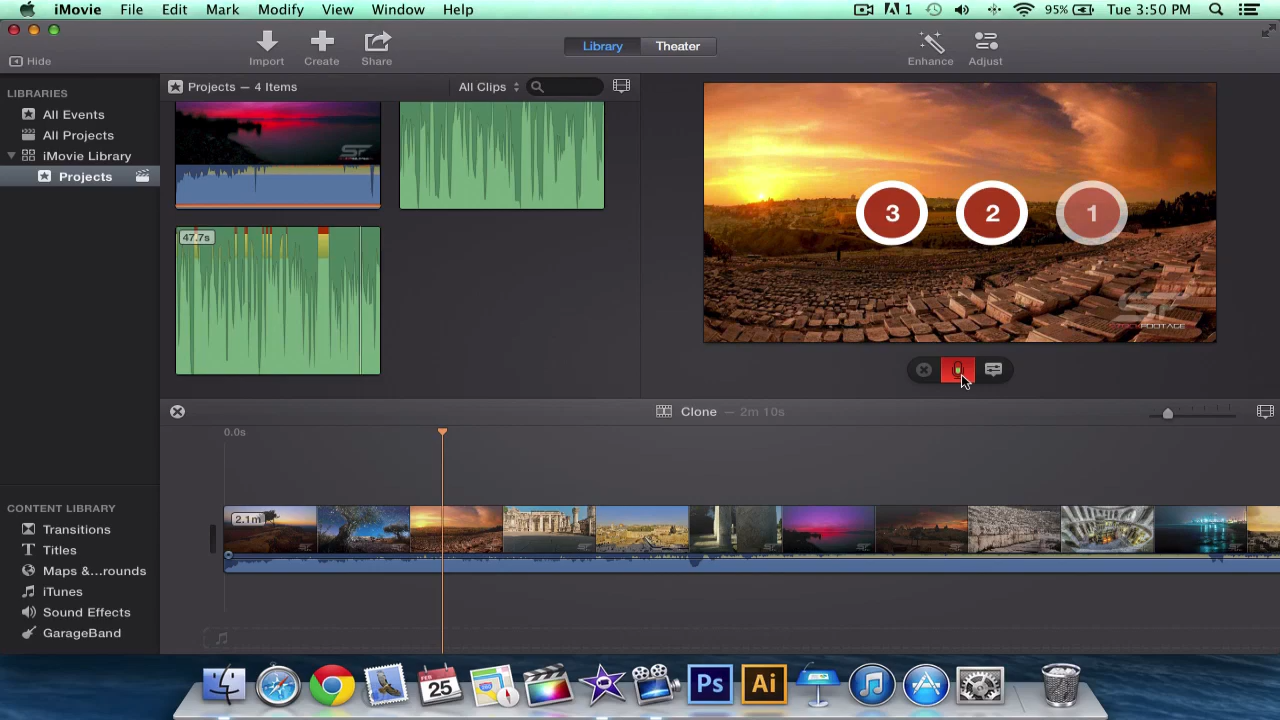 iMovie File Edit Mark Modify View Window Help
1 95% Tue 3:50 PM
Hide
Import Create Share
Library Theater
Enhance Adjust
LIBRARIES
All Events
All Projects
iMovie Library
Projects
Projects — 4 Items
All Clips
47.7s
3 2 1
Clone — 2m 10s
0.0s
2.1m
CONTENT LIBRARY
Transitions
Titles
Maps &...rounds
iTunes
Sound Effects
GarageBand
FEB
25
Ps
Ai